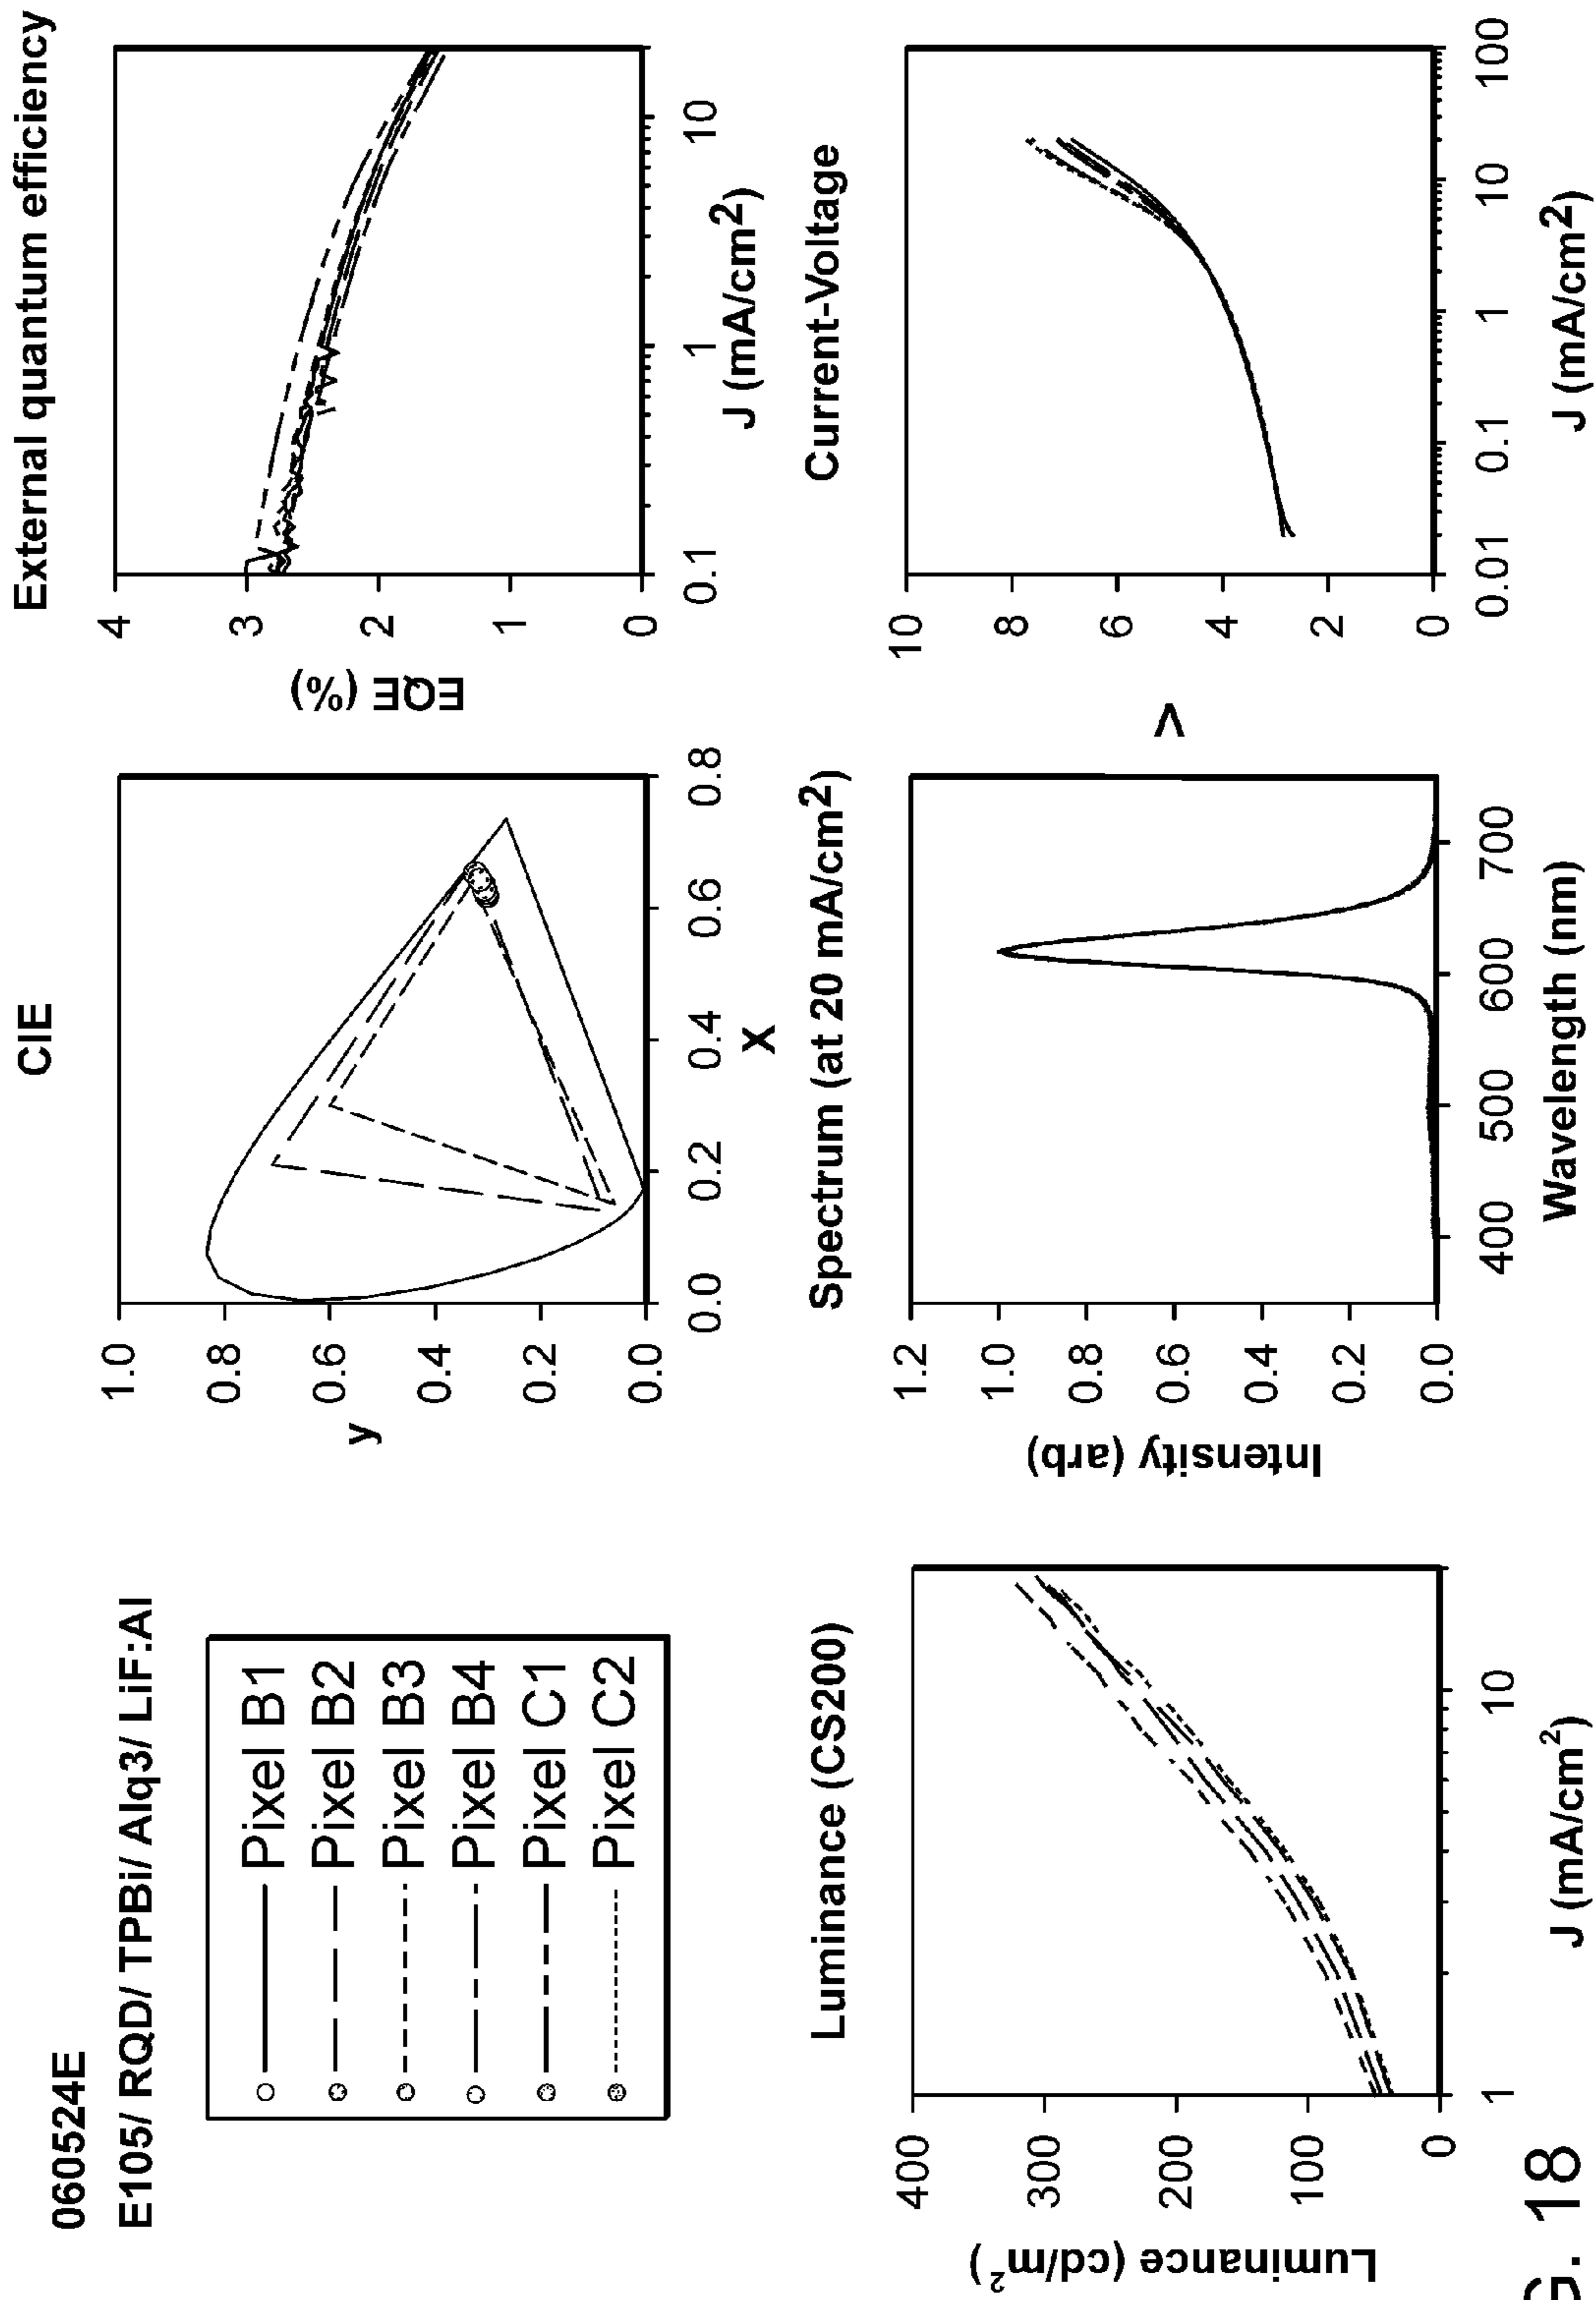 060524E
E105/ RQD/ TPBi/ Alq3/ LiF:Al
Pixel B1
Pixel B2
Pixel B3
Pixel B4
Pixel C1
Pixel C2
CIE
1.0
0.8
0.6
0.4
0.2
0.0
y
0.0 0.2 0.4 0.6 0.8
X
External quantum efficiency
4
3
2
1
0
EQE (%)
0.1 1 10
J (mA/cm2)
Luminance (CS200)
400
300
200
100
0
Luminance (cd/m2)
1 10
J (mA/cm2)
Spectrum (at 20 mA/cm2)
1.2
1.0
0.8
0.6
0.4
0.2
0.0
Intensity (arb)
400 500 600 700
Wavelength (nm)
Current-Voltage
10
8
6
4
2
0
V
0.01 0.1 1 10 100
J (mA/cm2)
G. 18